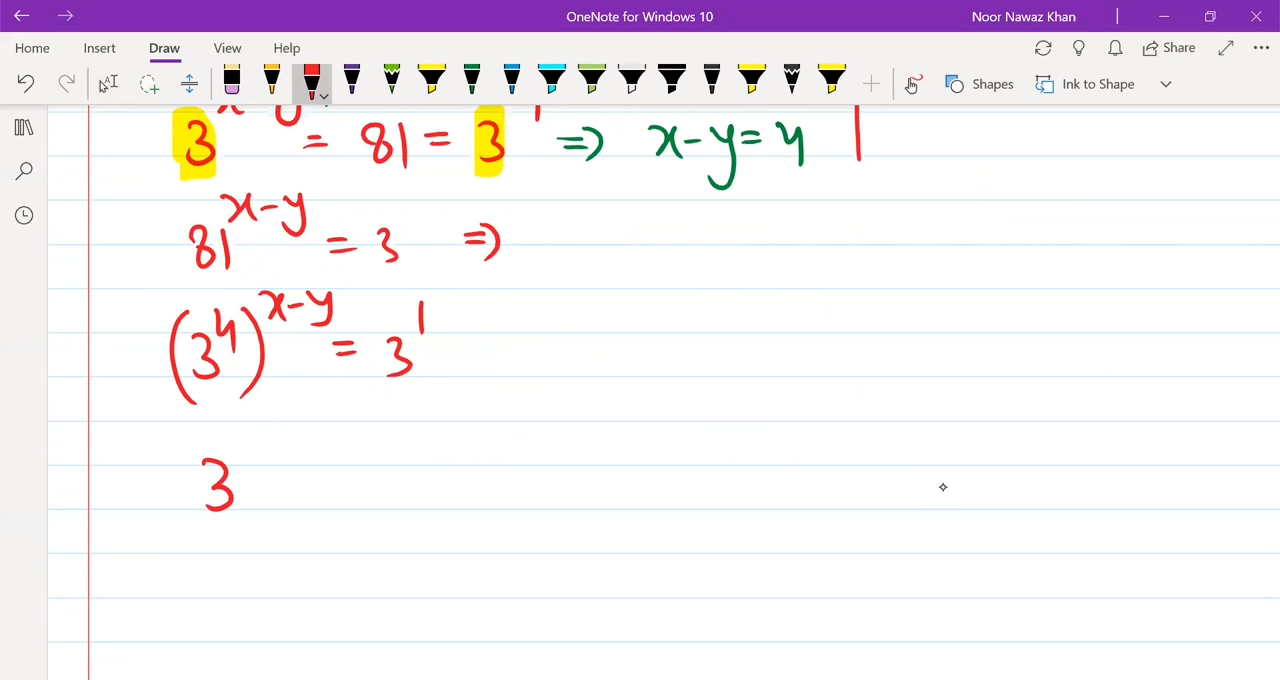 OneNote for Windows 10
Noor Nawaz Khan
Home Insert Draw View Help
Share
Shapes
Ink to Shape
3 = 81 = 3 ⇒ x-y=4
81^(x-y) = 3 ⇒
(3^4)^(x-y) = 3^1
3